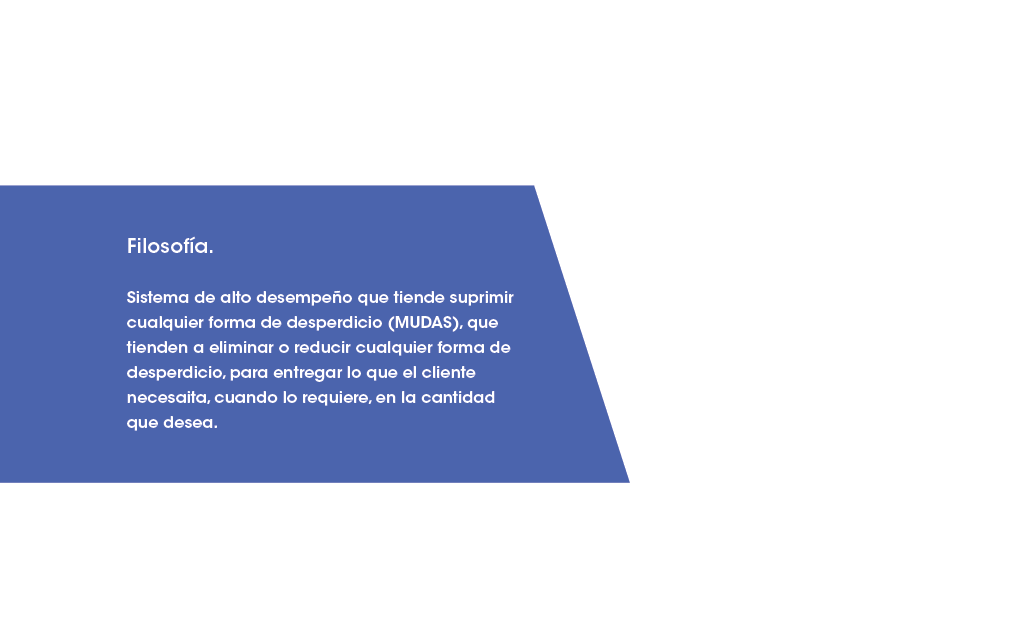 Filosofía.
Sistema de alto desempeño que tiende suprimir
cualquier forma de desperdicio (MUDAS), que
tienden a eliminar o reducir cualquier forma de
desperdicio, para entregar lo que el cliente
necesaita, cuando lo requiere, en la cantidad
que desea.